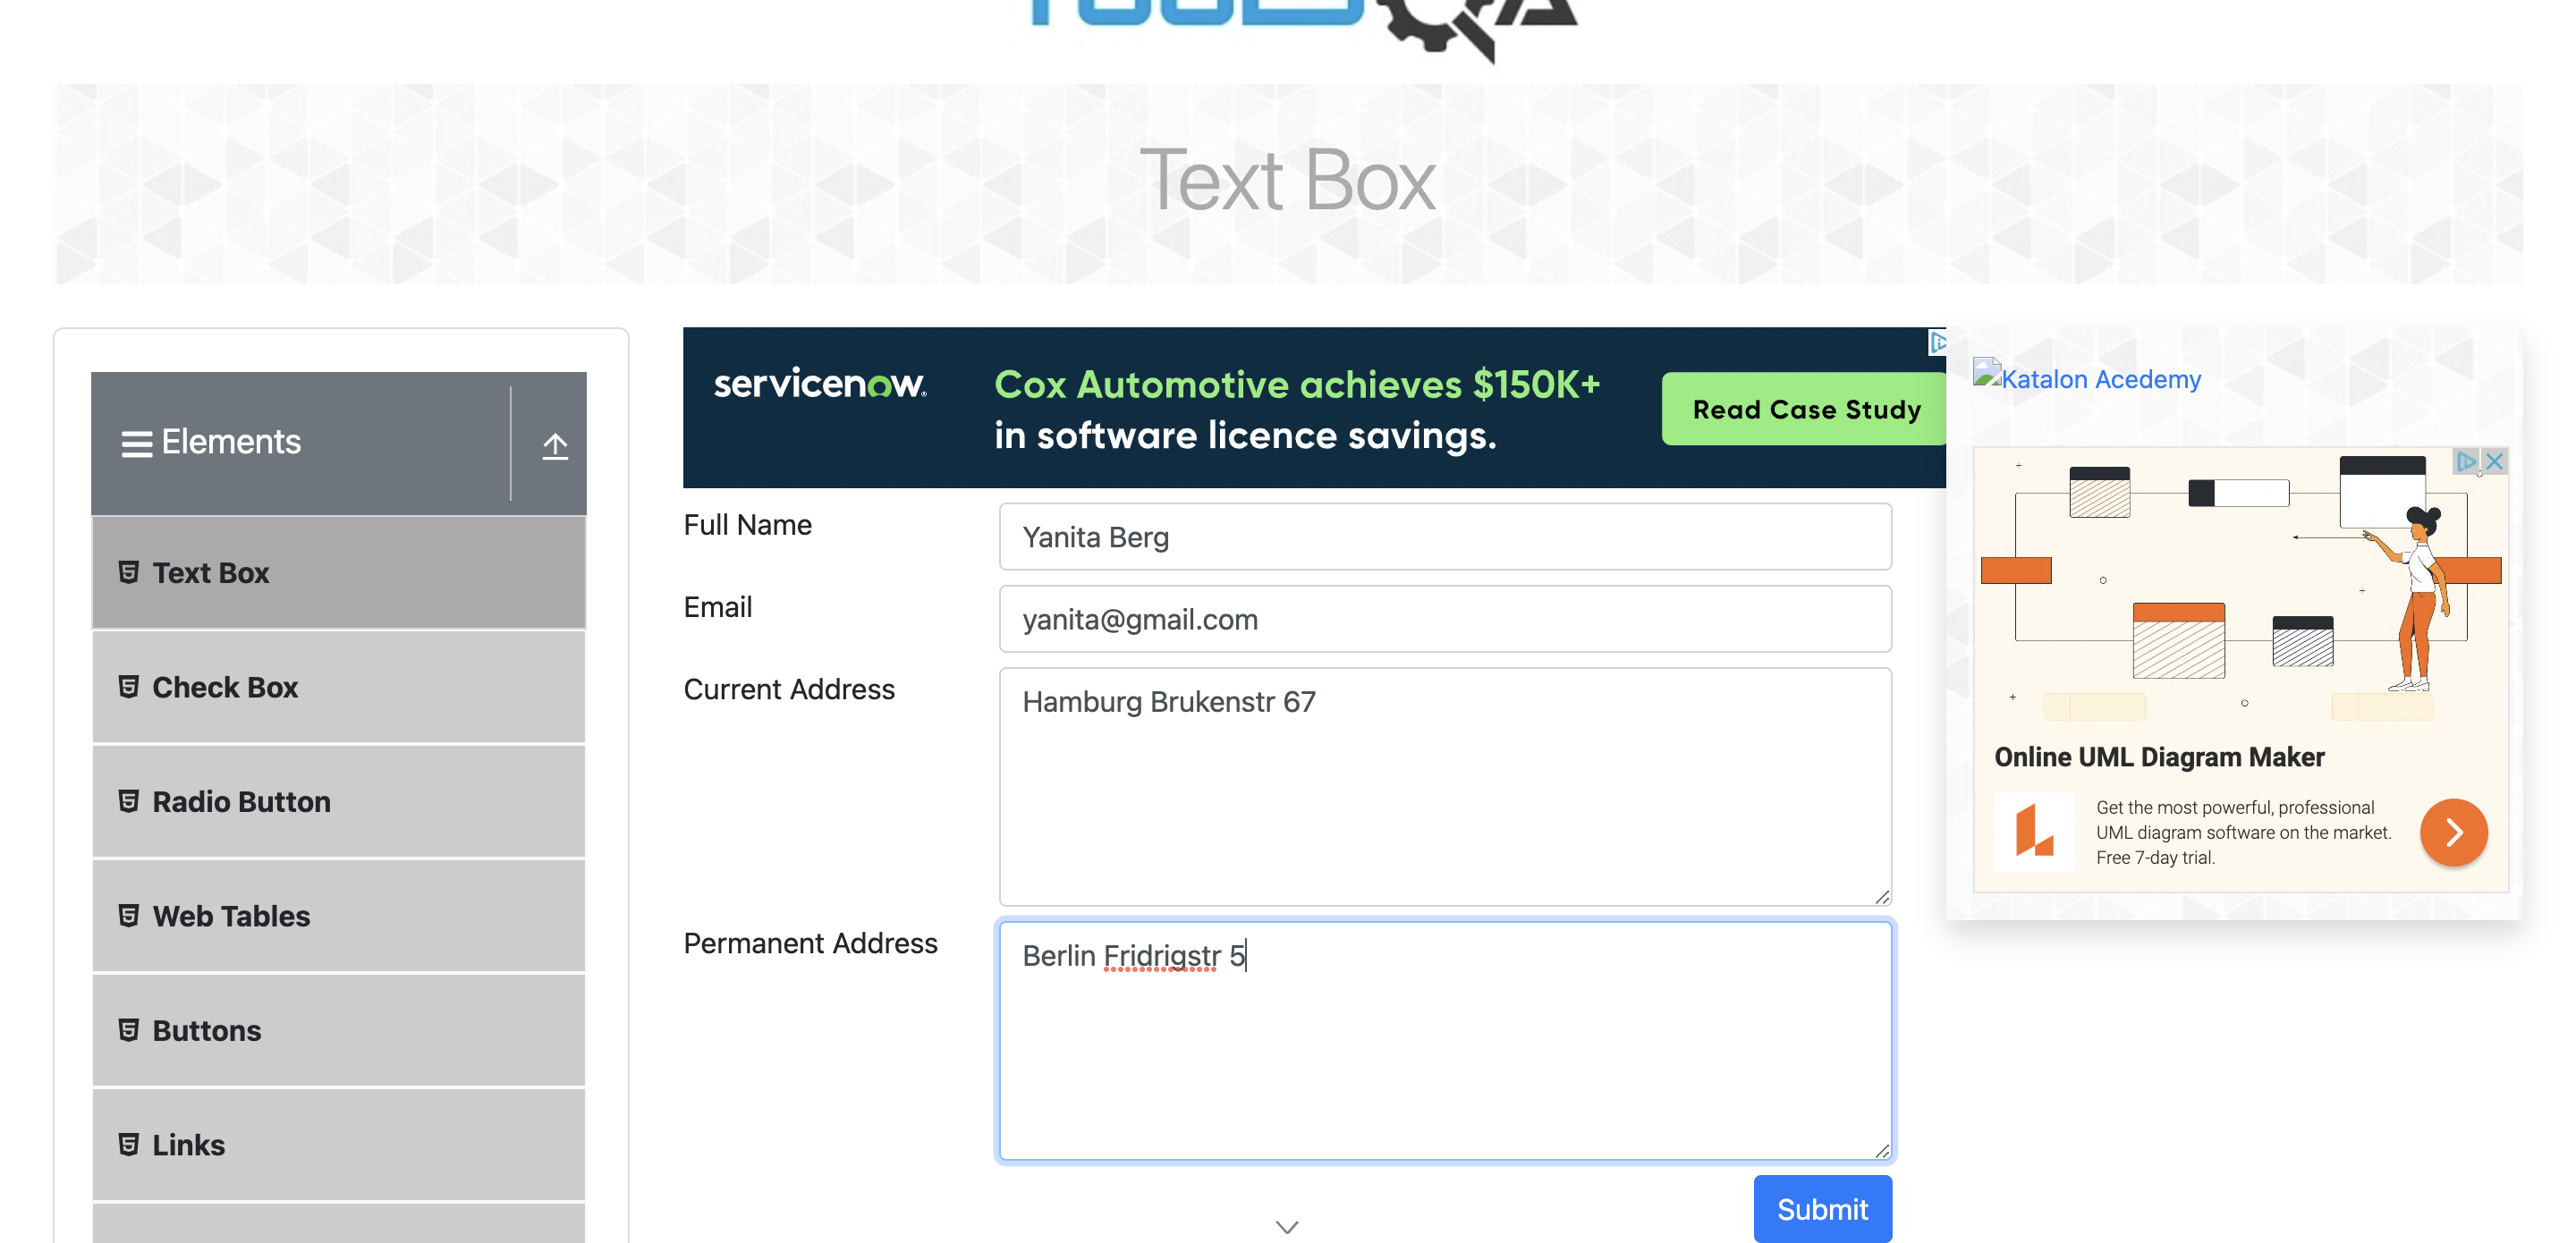 Text Box
Elements
Text Box
Check Box
Radio Button
Web Tables
Buttons
Links
servicenow
Cox Automotive achieves $150K+
in software licence savings.
Read Case Study
Full Name
Yanita Berg
Email
yanita@gmail.com
Current Address
Hamburg Brukenstr 67
Permanent Address
Berlin Fridrigstr 5
Submit
Katalon Acedemy
Online UML Diagram Maker
Get the most powerful, professional
UML diagram software on the market.
Free 7-day trial.